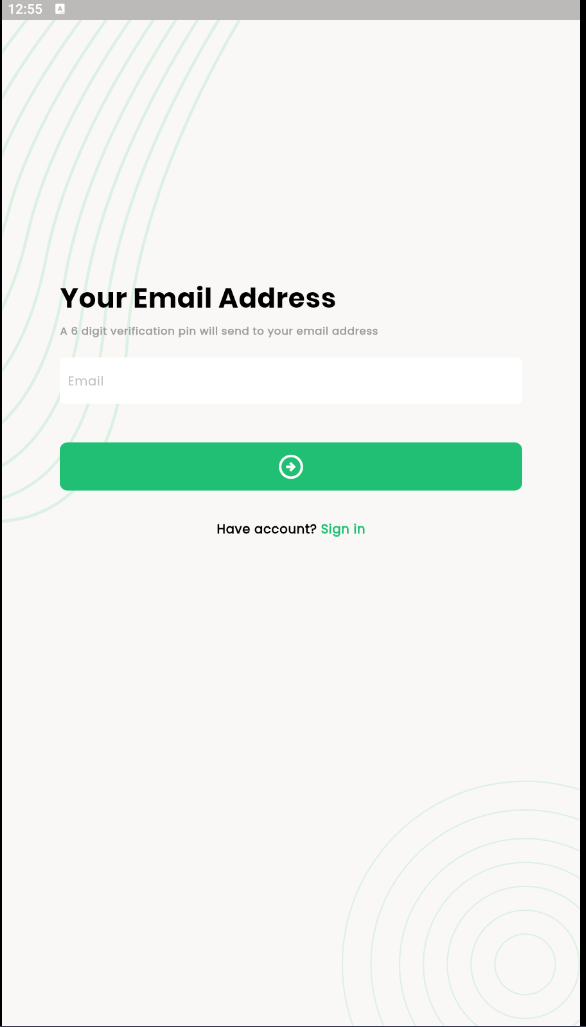 12:55 A
Your Email Address
A 6 digit verification pin will send to your email address
Email
Have account? Sign in